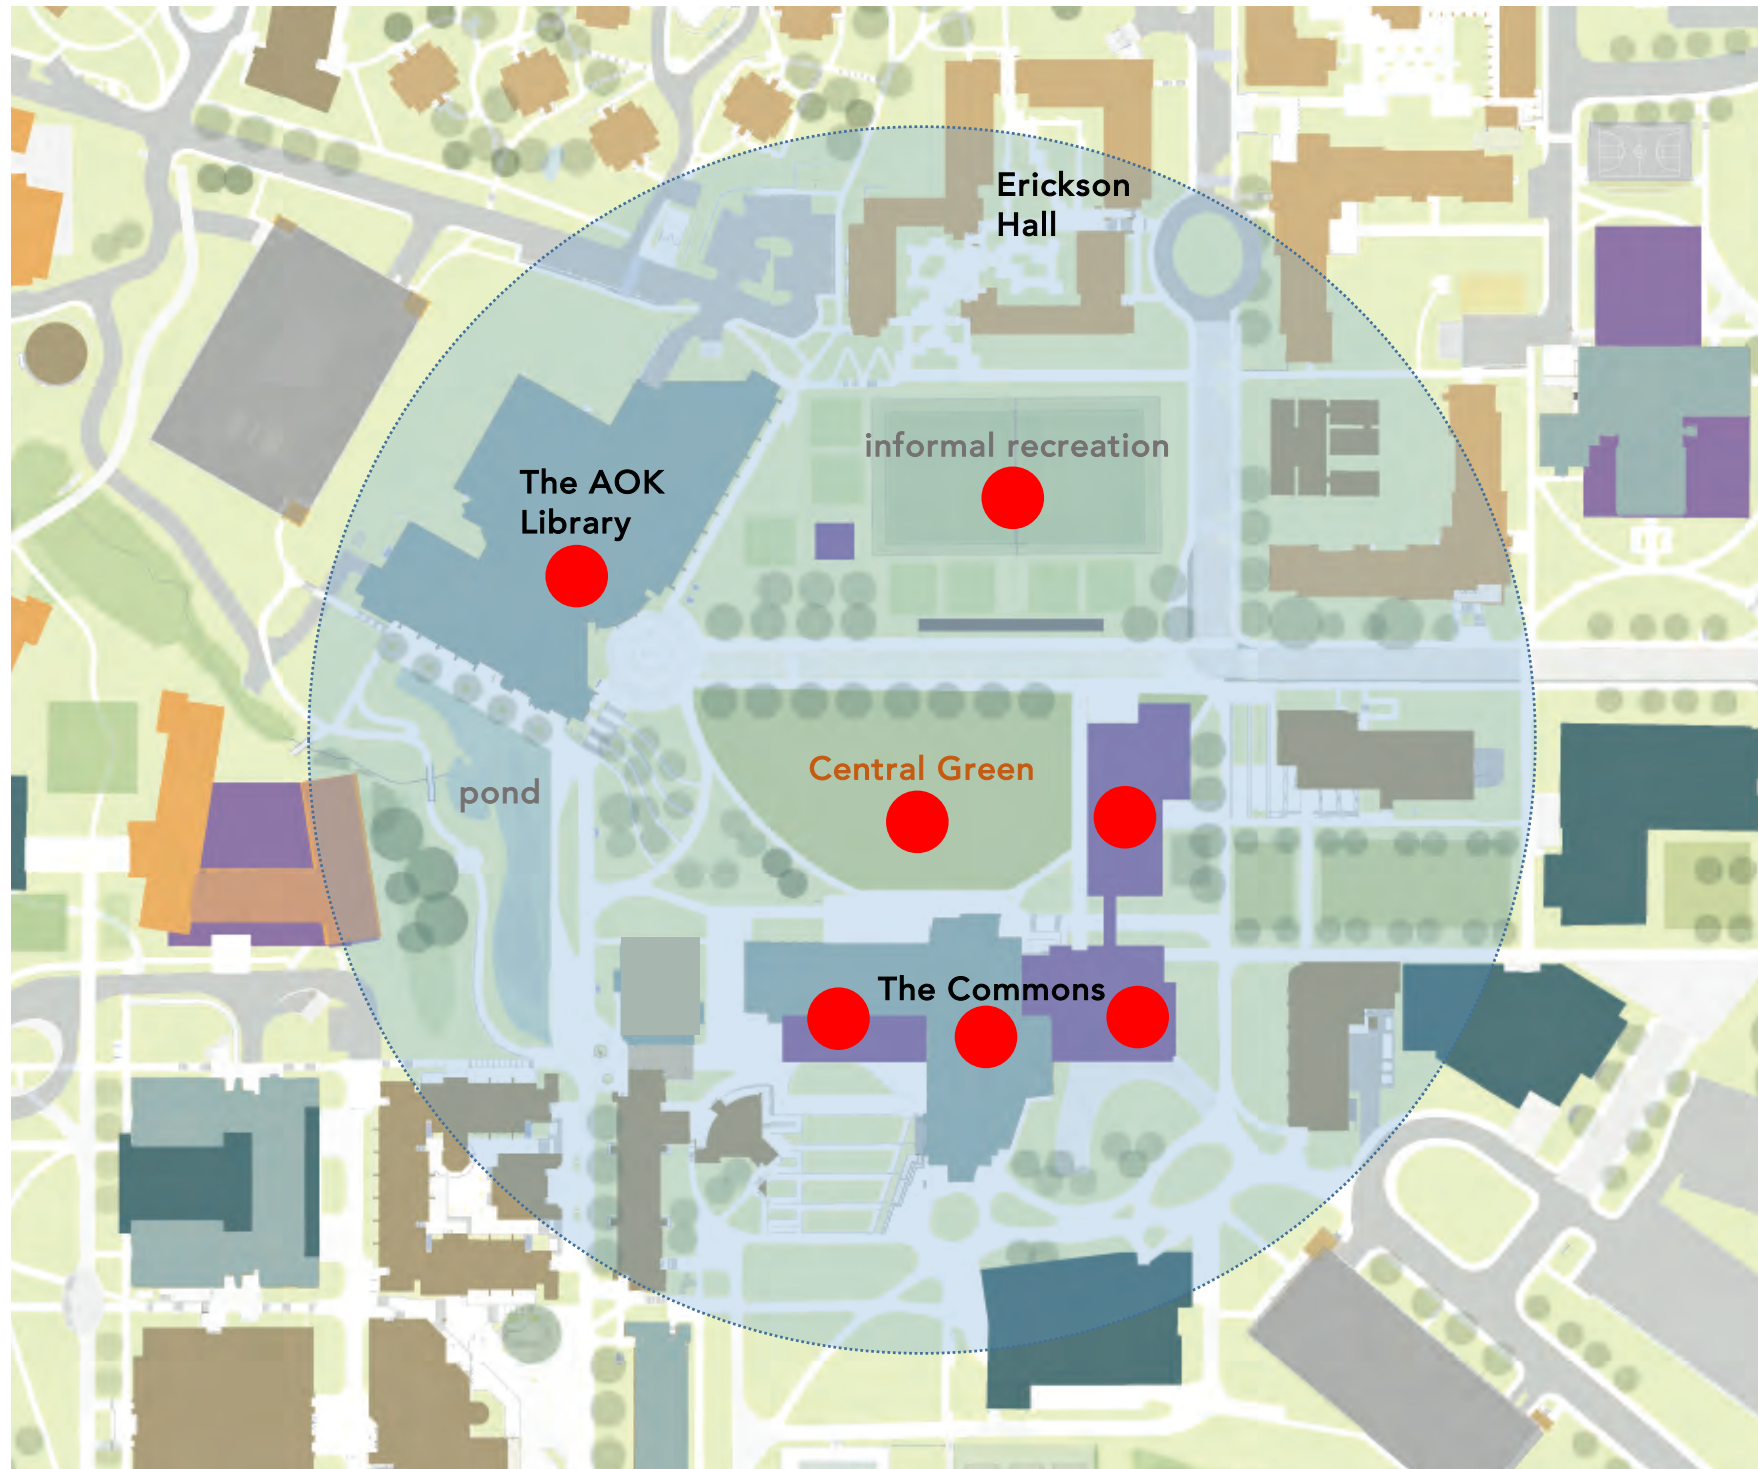 Erickson
Hall
informal recreation
The AOK
Library
Central Green
pond
The Commons